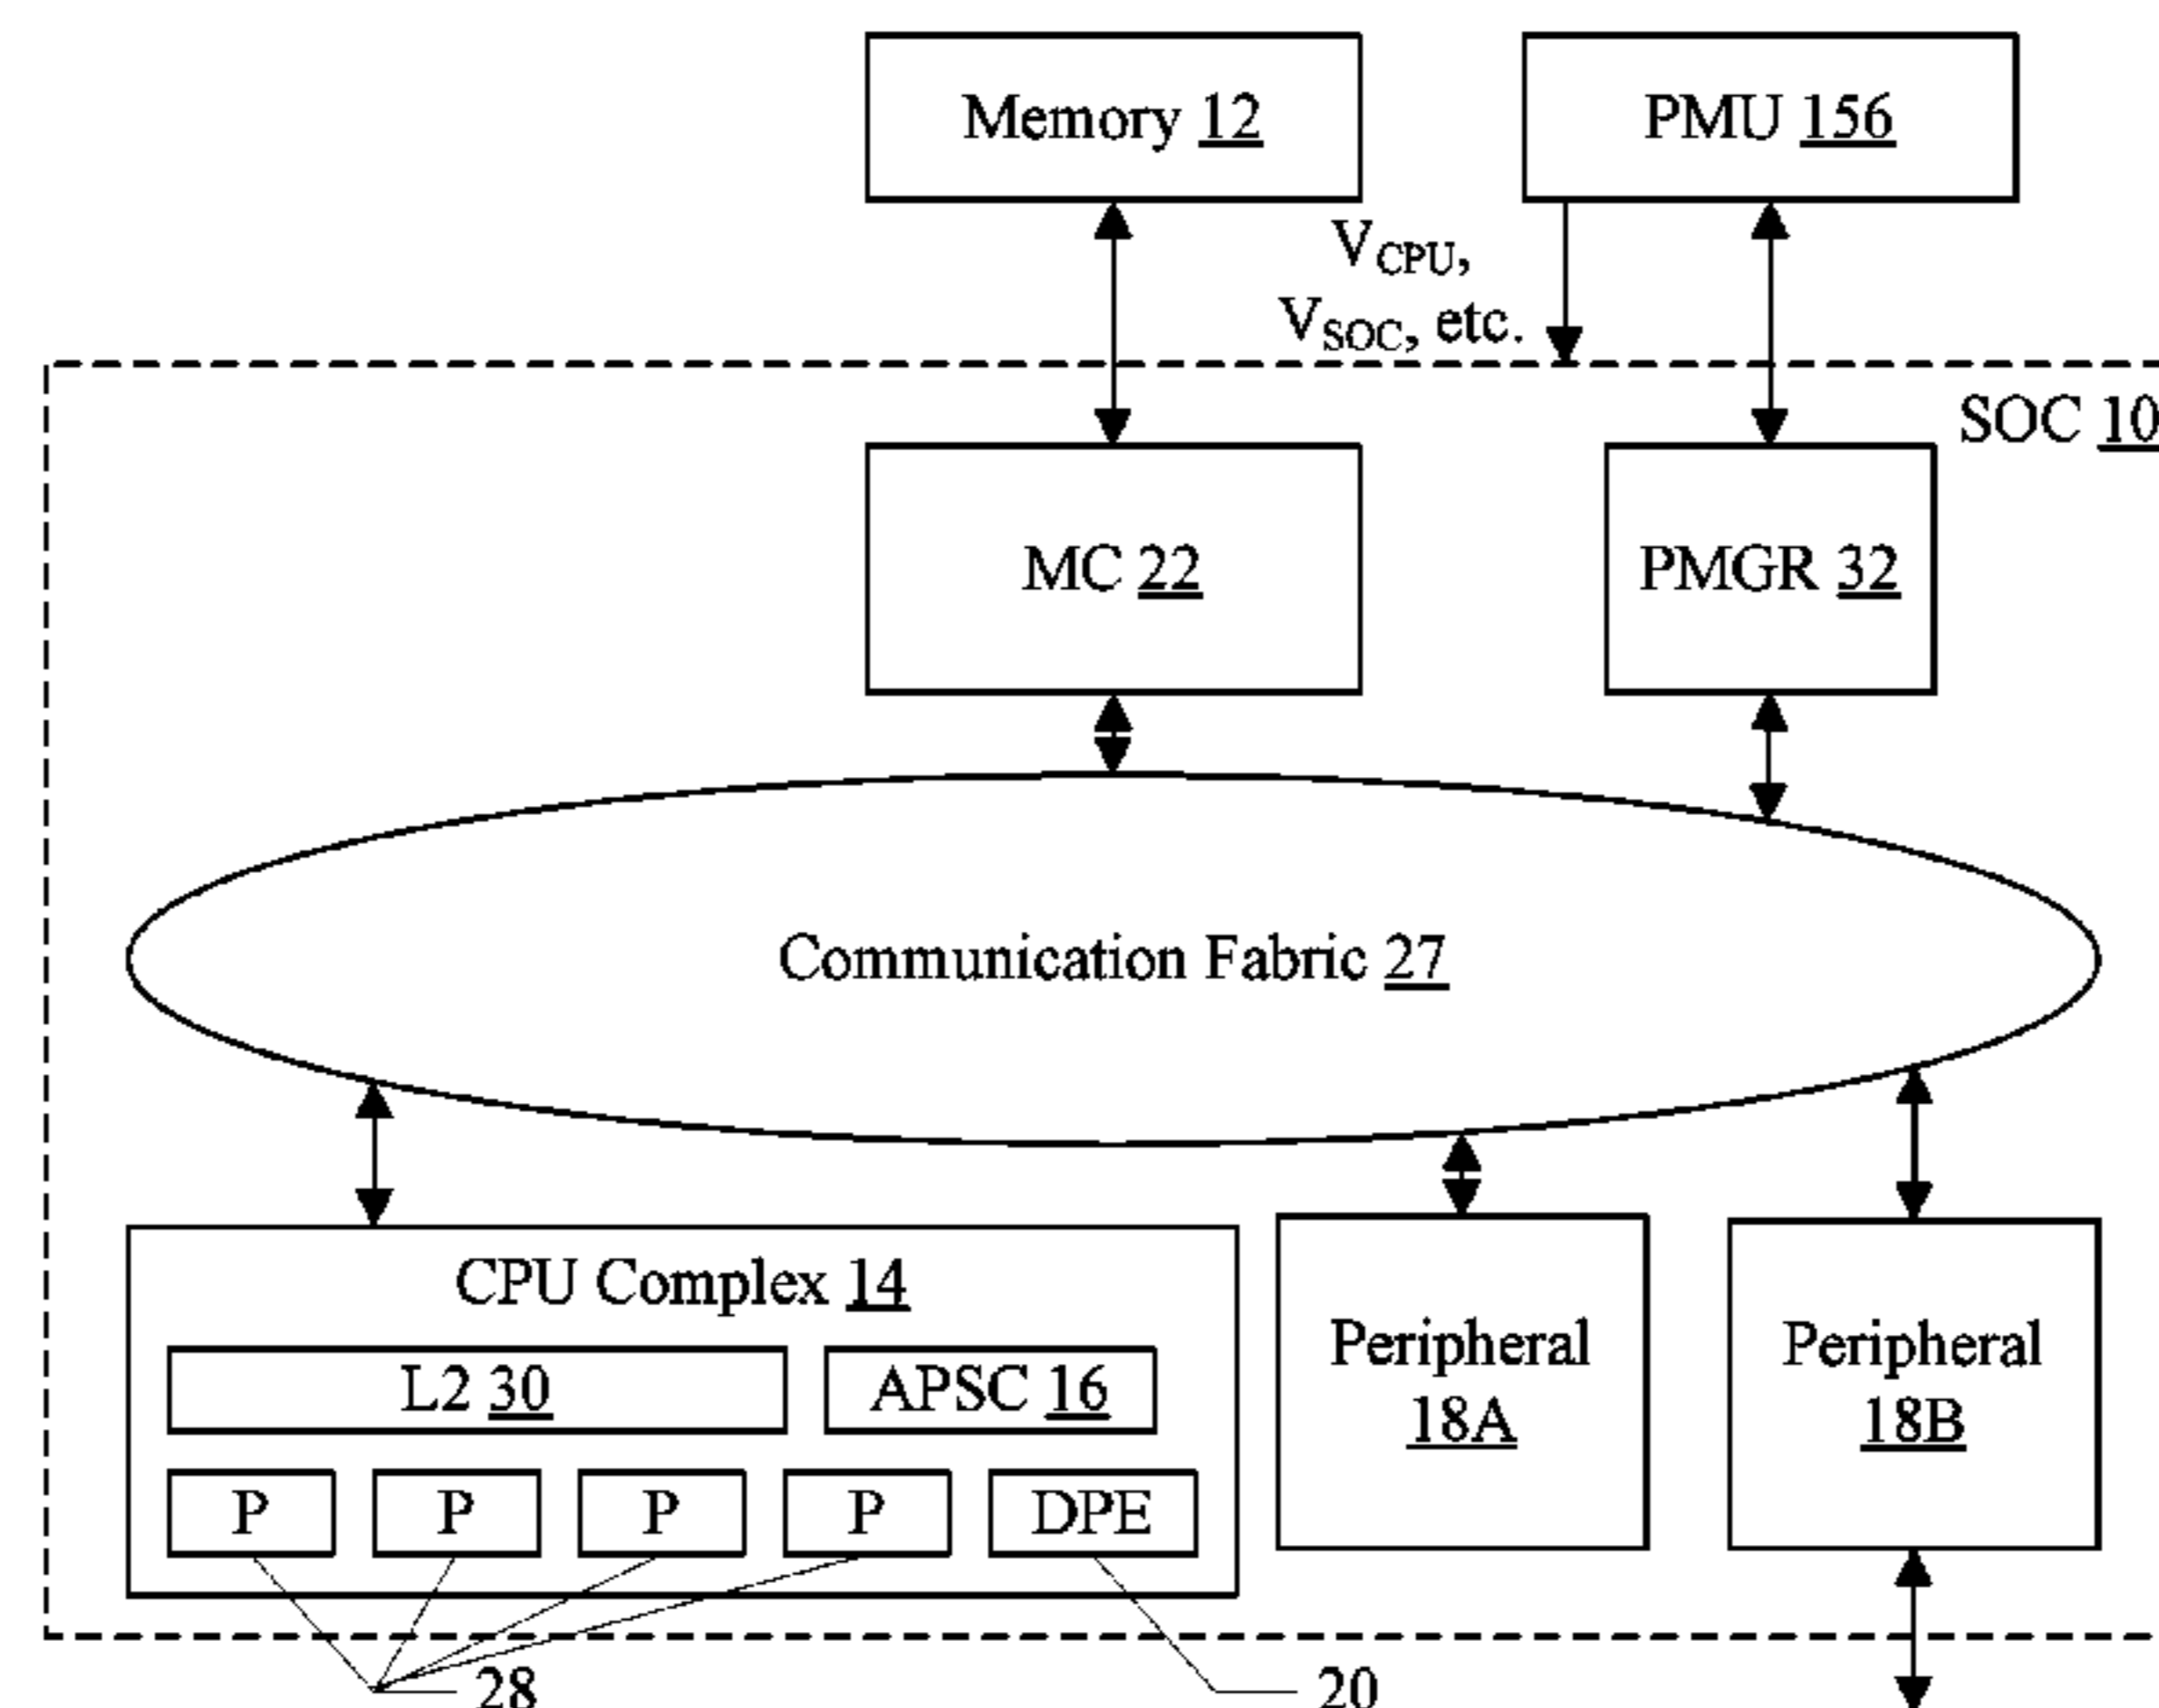 Memory 12
PMU 156
VCPU,
VSOC, etc.
SOC 10
MC 22
PMGR 32
Communication Fabric 27
CPU Complex 14
L2 30
APSC 16
P
P
P
P
DPE
Peripheral
18A
Peripheral
18B
28
20